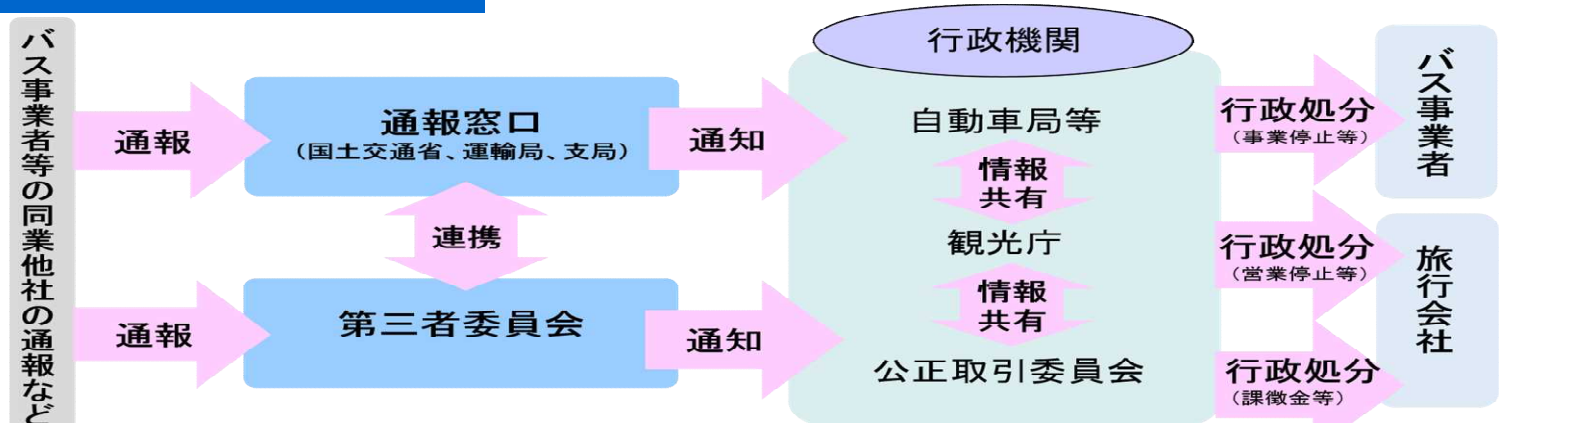 バス事業者等の同業他社の通報など
通報
通報窓口
（国土交通省、運輸局、支局）
通知
連携
通報
第三者委員会
通知
行政機関
自動車局等
情報
共有
観光庁
情報
共有
公正取引委員会
行政処分
（事業停止等）
バス事業者
行政処分
（営業停止等）
行政処分
（課徴金等）
旅行会社